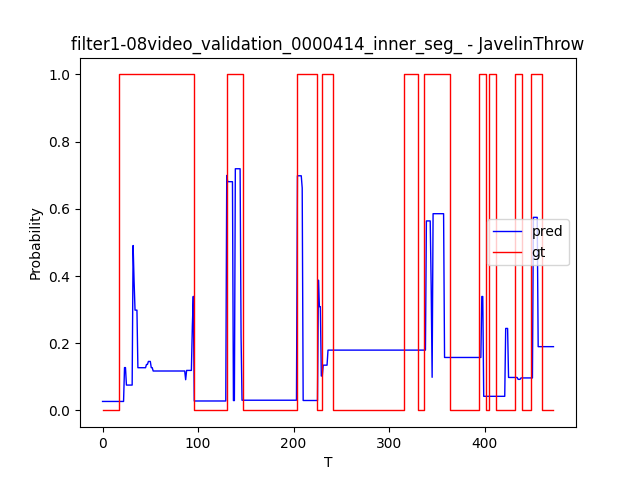 filter1-08video_validation_0000414_inner_seg_ - JavelinThrow
1.0
0.8
0.6
0.4
0.2
0.0
Probability
pred
gt
0
100
200
300
400
T